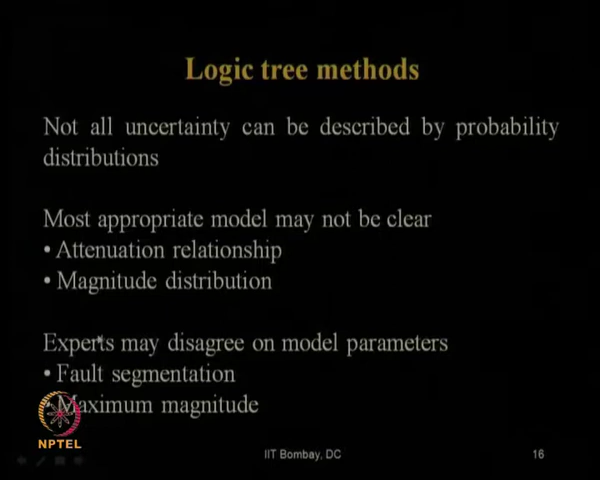 Logic tree methods
Not all uncertainty can be described by probability
distributions
Most appropriate model may not be clear
• Attenuation relationship
• Magnitude distribution
Experts may disagree on model parameters
• Fault segmentation
• Maximum magnitude
NPTEL
IIT Bombay, DC
16